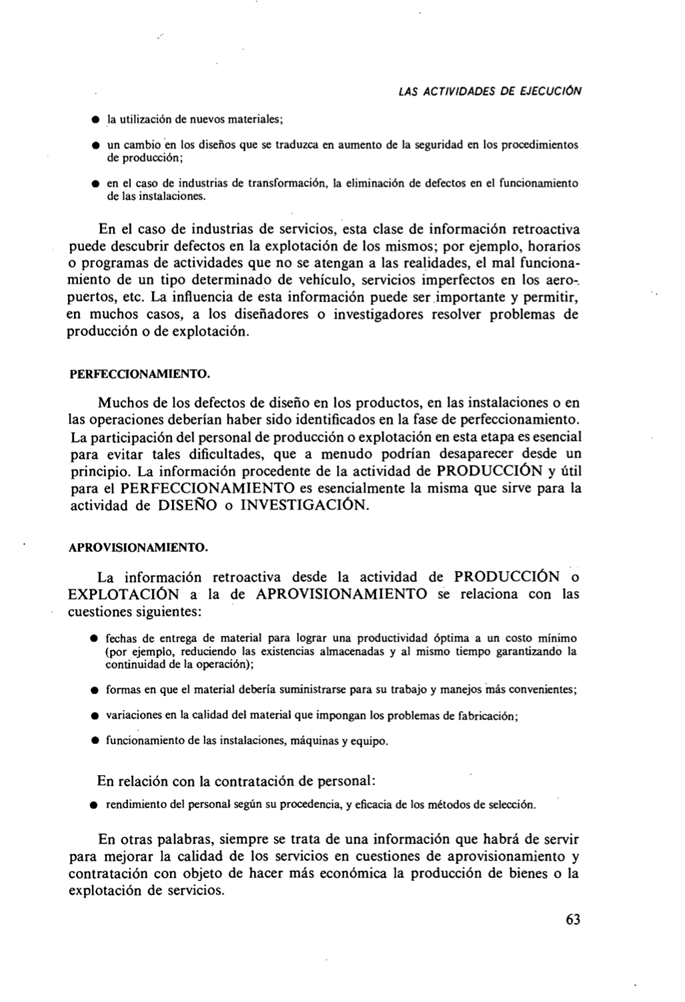 LAS ACTIVIDADES DE EJECUCIÓN
● la utilización de nuevos materiales;
● un cambio en los diseños que se traduzca en aumento de la seguridad en los procedimientos
de producción;
● en el caso de industrias de transformación, la eliminación de defectos en el funcionamiento
de las instalaciones.
En el caso de industrias de servicios, esta clase de información retroactiva
puede descubrir defectos en la explotación de los mismos; por ejemplo, horarios
o programas de actividades que no se atengan a las realidades, el mal funciona-
miento de un tipo determinado de vehículo, servicios imperfectos en los aero-
puertos, etc. La influencia de esta información puede ser importante y permitir,
en muchos casos, a los diseñadores o investigadores resolver problemas de
producción o de explotación.
PERFECCIONAMIENTO.
Muchos de los defectos de diseño en los productos, en las instalaciones o en
las operaciones deberían haber sido identificados en la fase de perfeccionamiento.
La participación del personal de producción o explotación en esta etapa es esencial
para evitar tales dificultades, que a menudo podrían desaparecer desde un
principio. La información procedente de la actividad de PRODUCCIÓN y útil
para el PERFECCIONAMIENTO es esencialmente la misma que sirve para la
actividad de DISEÑO o INVESTIGACIÓN.
APROVISIONAMIENTO.
La información retroactiva desde la actividad de PRODUCCIÓN o
EXPLOTACIÓN a la de APROVISIONAMIENTO se relaciona con las
cuestiones siguientes:
● fechas de entrega de material para lograr una productividad óptima a un costo mínimo
(por ejemplo, reduciendo las existencias almacenadas y al mismo tiempo garantizando la
continuidad de la operación);
● formas en que el material debería suministrarse para su trabajo y manejos más convenientes;
● variaciones en la calidad del material que impongan los problemas de fabricación;
● funcionamiento de las instalaciones, máquinas y equipo.
En relación con la contratación de personal:
● rendimiento del personal según su procedencia, y eficacia de los métodos de selección.
En otras palabras, siempre se trata de una información que habrá de servir
para mejorar la calidad de los servicios en cuestiones de aprovisionamiento y
contratación con objeto de hacer más económica la producción de bienes o la
explotación de servicios.
63